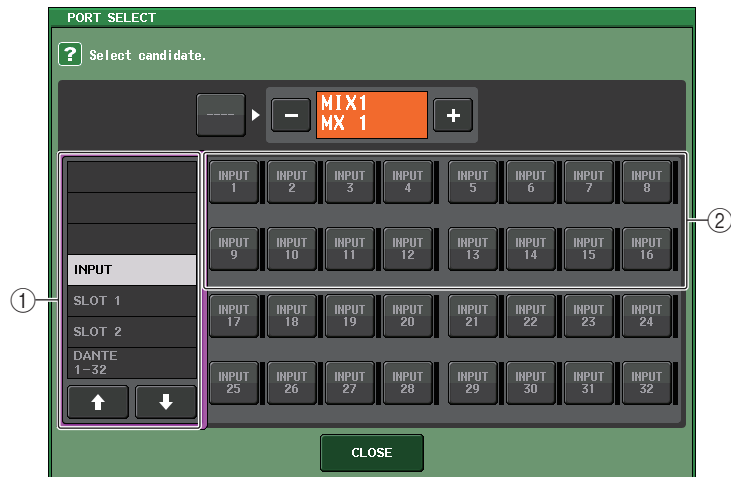 PORT SELECT
? Select candidate.
----
−
MIX1
MX 1
+
INPUT
SLOT 1
SLOT 2
DANTE
1-32
①
INPUT 1 INPUT 2 INPUT 3 INPUT 4 INPUT 5 INPUT 6 INPUT 7 INPUT 8
INPUT 9 INPUT 10 INPUT 11 INPUT 12 INPUT 13 INPUT 14 INPUT 15 INPUT 16
②
INPUT 17 INPUT 18 INPUT 19 INPUT 20 INPUT 21 INPUT 22 INPUT 23 INPUT 24
INPUT 25 INPUT 26 INPUT 27 INPUT 28 INPUT 29 INPUT 30 INPUT 31 INPUT 32
CLOSE